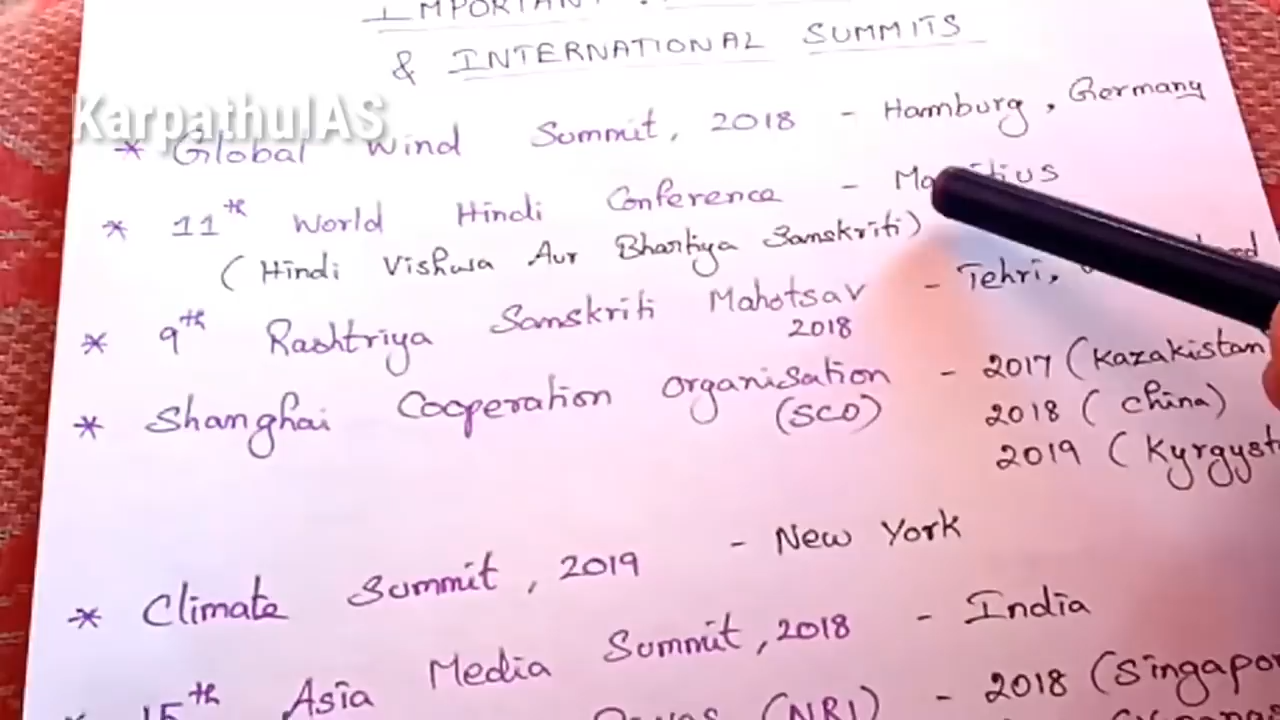 IMPORTANT
& INTERNATIONAL SUMMITS
KarpathuIAS
* Global Wind Summit, 2018 - Hamburg, Germany
* 11th World Hindi Conference -
(Hindi Vishwa Aur Bhartiya Sanskriti)
* 9th Rashtriya Sanskriti Mahotsav - Tehri,
2018
* Shanghai Cooperation Organisation - 2017 (Kazakistan
(SCO) 2018 (China)
2019 (Kyrgyst
* Climate Summit, 2019 - New York
15th Asia Media Summit, 2018 - India
(NRI) - 2018 (Singapor